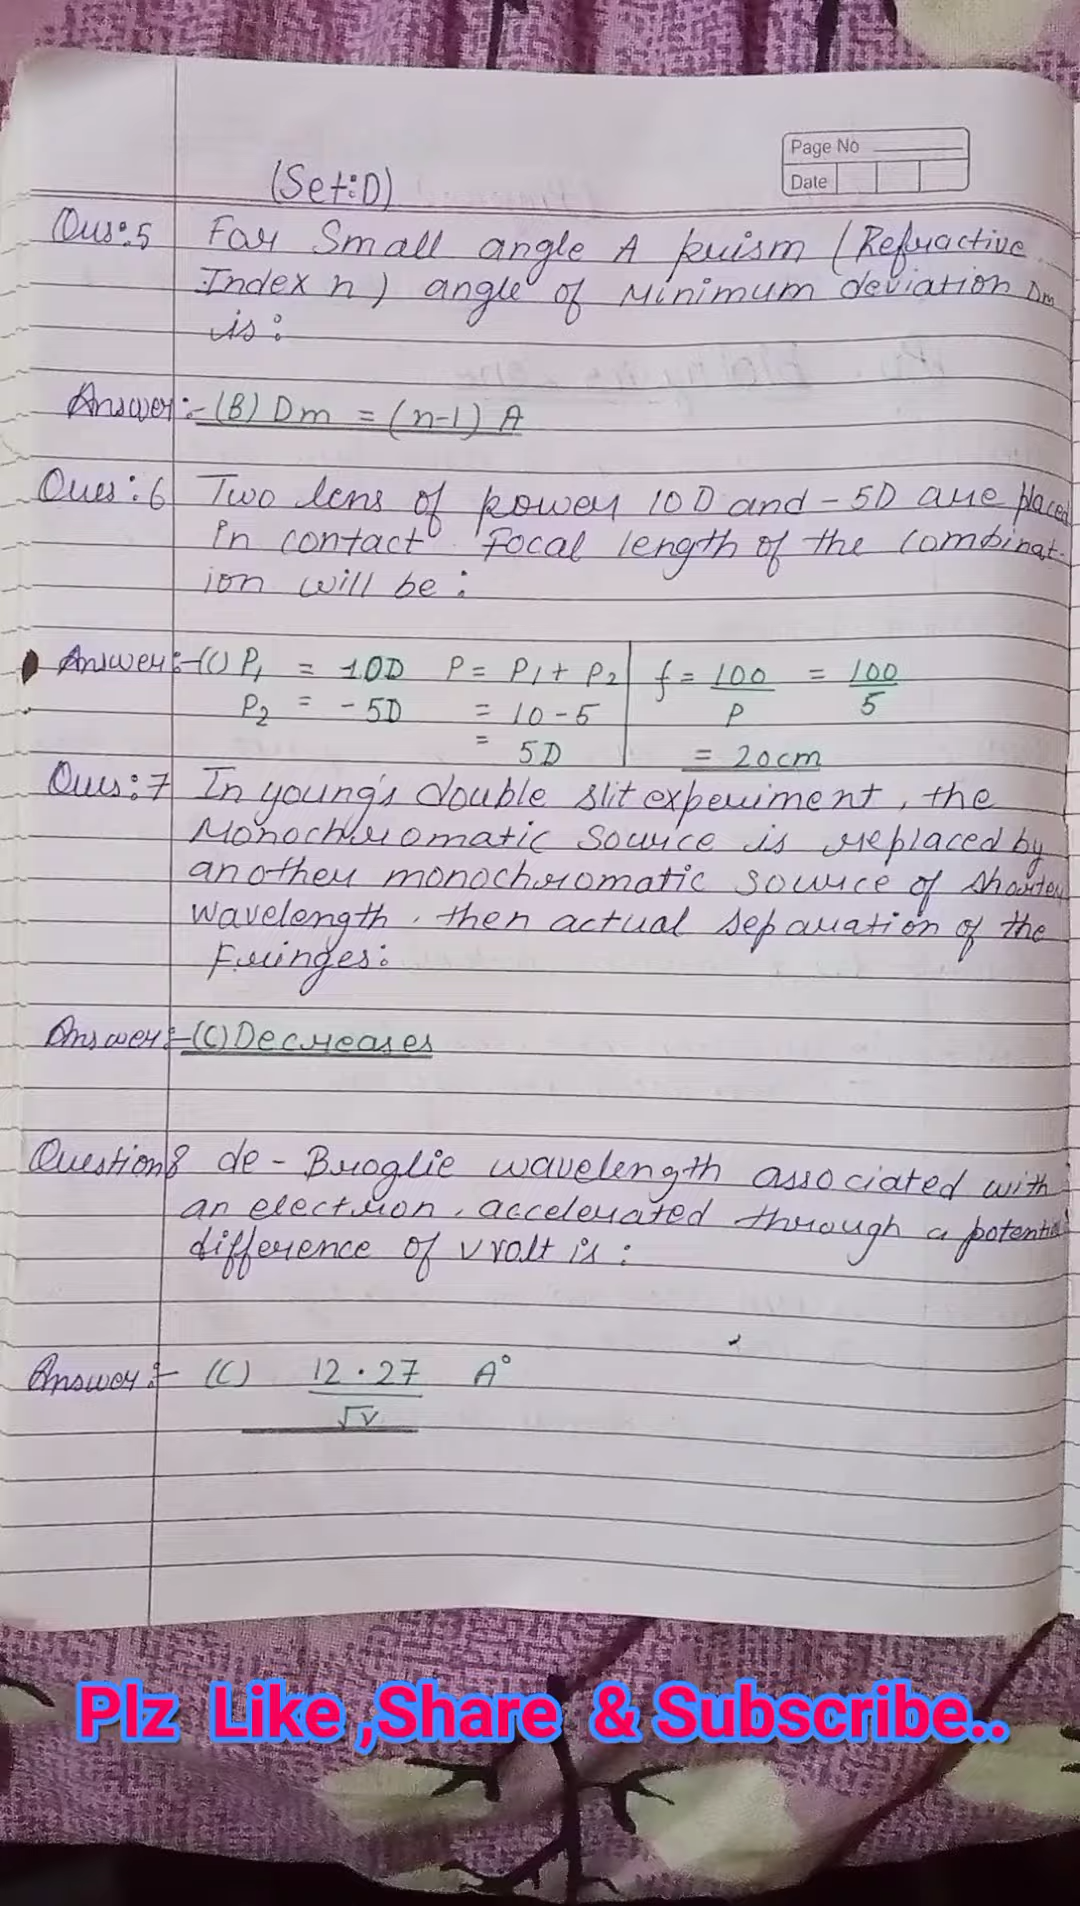 Page No
Date
(Set:D)
Ques:5 For Small angle A prism (Refractive
Index n) angle of Minimum deviation Dm
is:
Answer:- (B) Dm = (n-1) A
Ques:6 Two lens of power 10D and -5D are placed
in contact. Focal length of the combinat-
ion will be:
Answer:- (C) P1 = 10D P = P1 + P2 f = 100/P = 100/5
P2 = -5D = 10-5
= 5D = 20cm
Ques:7 In young's double slit experiment, the
Monochromatic Source is replaced by
another monochromatic source of shorter
wavelength, then actual separation of the
Fringes:
Answer:- (C) Decreases
Question8 de-Broglie wavelength associated with
an electron, accelerated through a potential
difference of v volt is:
Answer:- (C) 12.27 A°
√v
Plz Like ,Share & Subscribe..